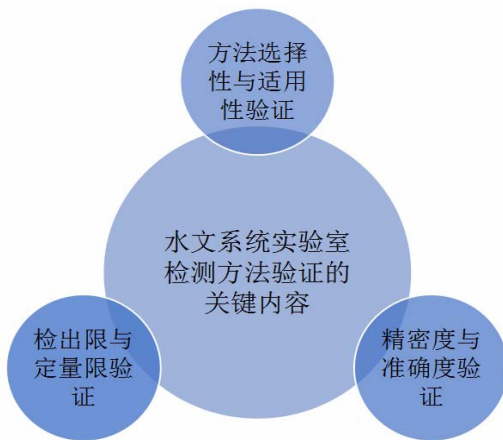 方法选择
性与适用
性验证
水文系统实验室
检测方法验证的
关键内容
检出限与
定量限验
证
精密度与
准确度验
证